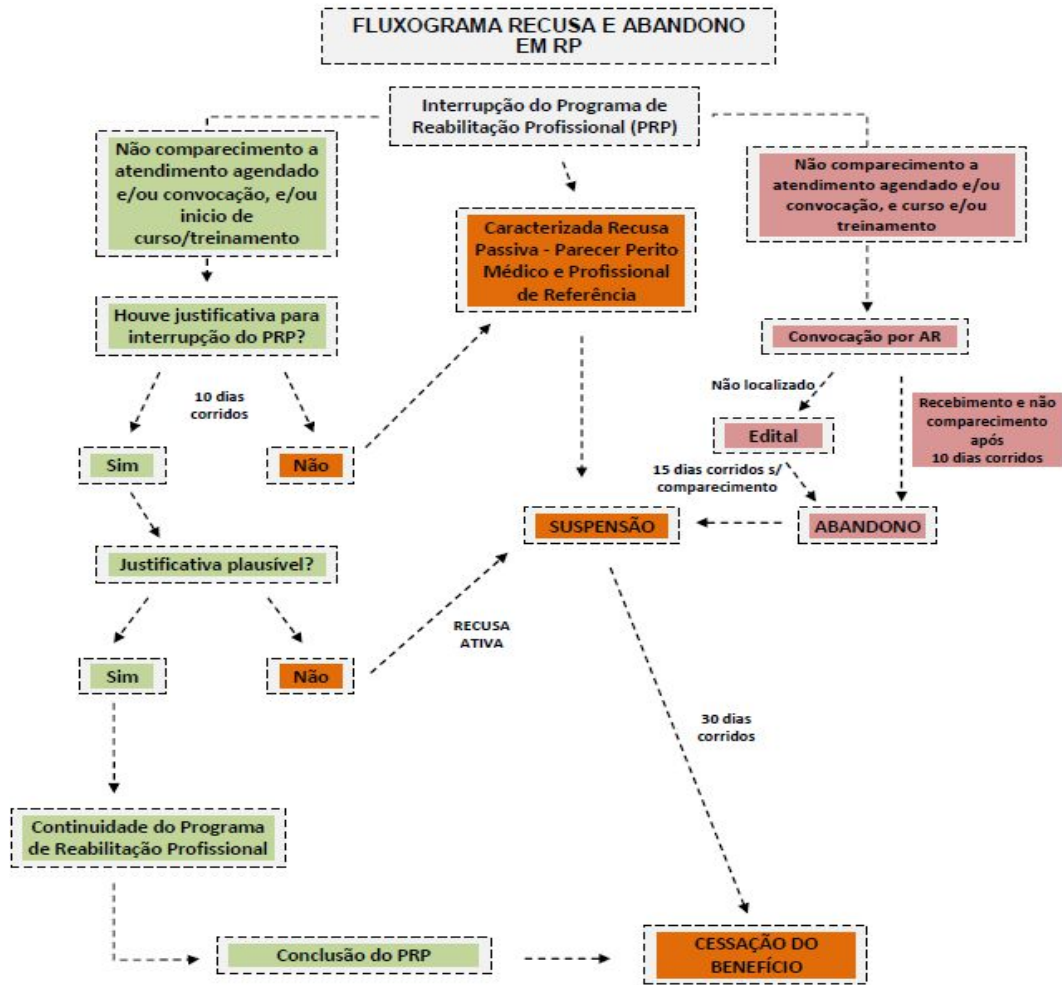 FLUXOGRAMA RECUSA E ABANDONO
EM RP
Interrupção do Programa de
Reabilitação Profissional (PRP)
Não comparecimento a
atendimento agendado
e/ou convocação, e/ou
inicio de
curso/treinamento
Não comparecimento a
atendimento agendado e/ou
convocação, e curso e/ou
treinamento
Caracterizada Recusa
Passiva - Parecer Perito
Médico e Profissional
de Referência
Houve justificativa para
interrupção do PRP?
Convocação por AR
10 dias
corridos
Não localizado
Recebimento e não
comparecimento
após
10 dias corridos
Edital
Sim
Não
15 dias corridos s/
comparecimento
SUSPENSÃO
ABANDONO
Justificativa plausível?
RECUSA
ATIVA
Sim
Não
30 dias
corridos
Continuidade do Programa
de Reabilitação Profissional
Conclusão do PRP
CESSAÇÃO DO
BENEFÍCIO